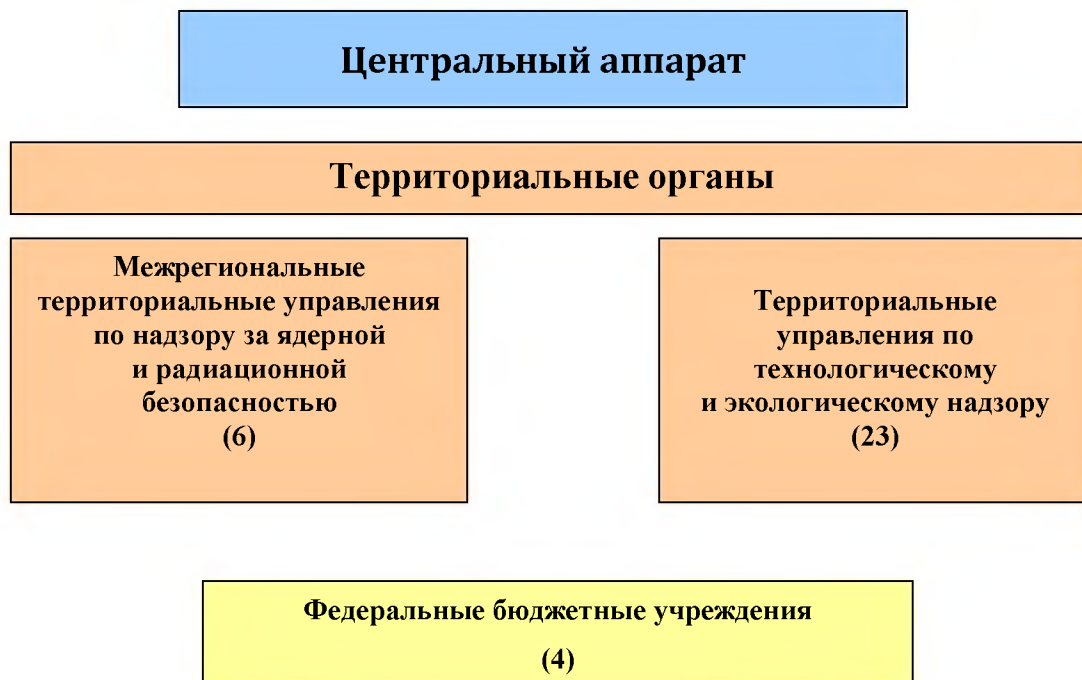 Центральный аппарат
Территориальные органы
Межрегиональные
территориальные управления
по надзору за ядерной
и радиационной
безопасностью
(6)
Территориальные
управления по
технологическому
и экологическому надзору
(23)
Федеральные бюджетные учреждения
(4)